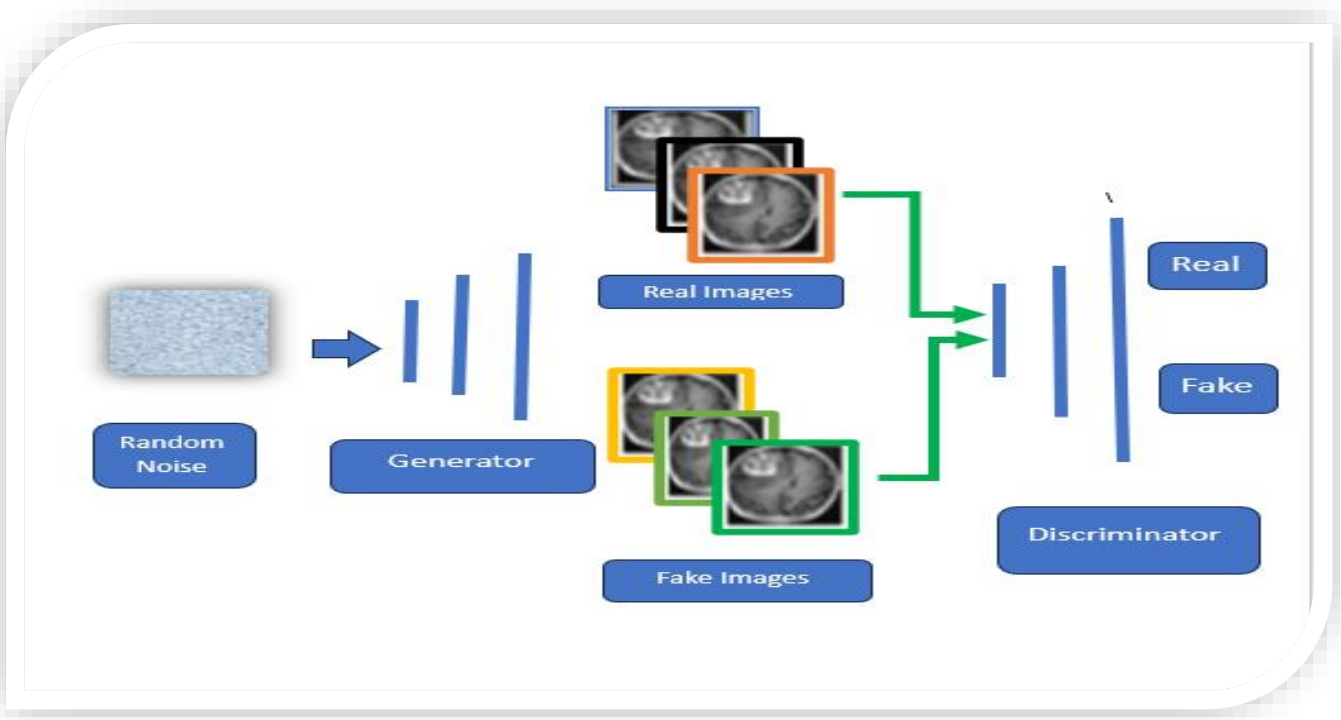 Real
Real Images
Fake
Random
Noise
Generator
Discriminator
Fake Images